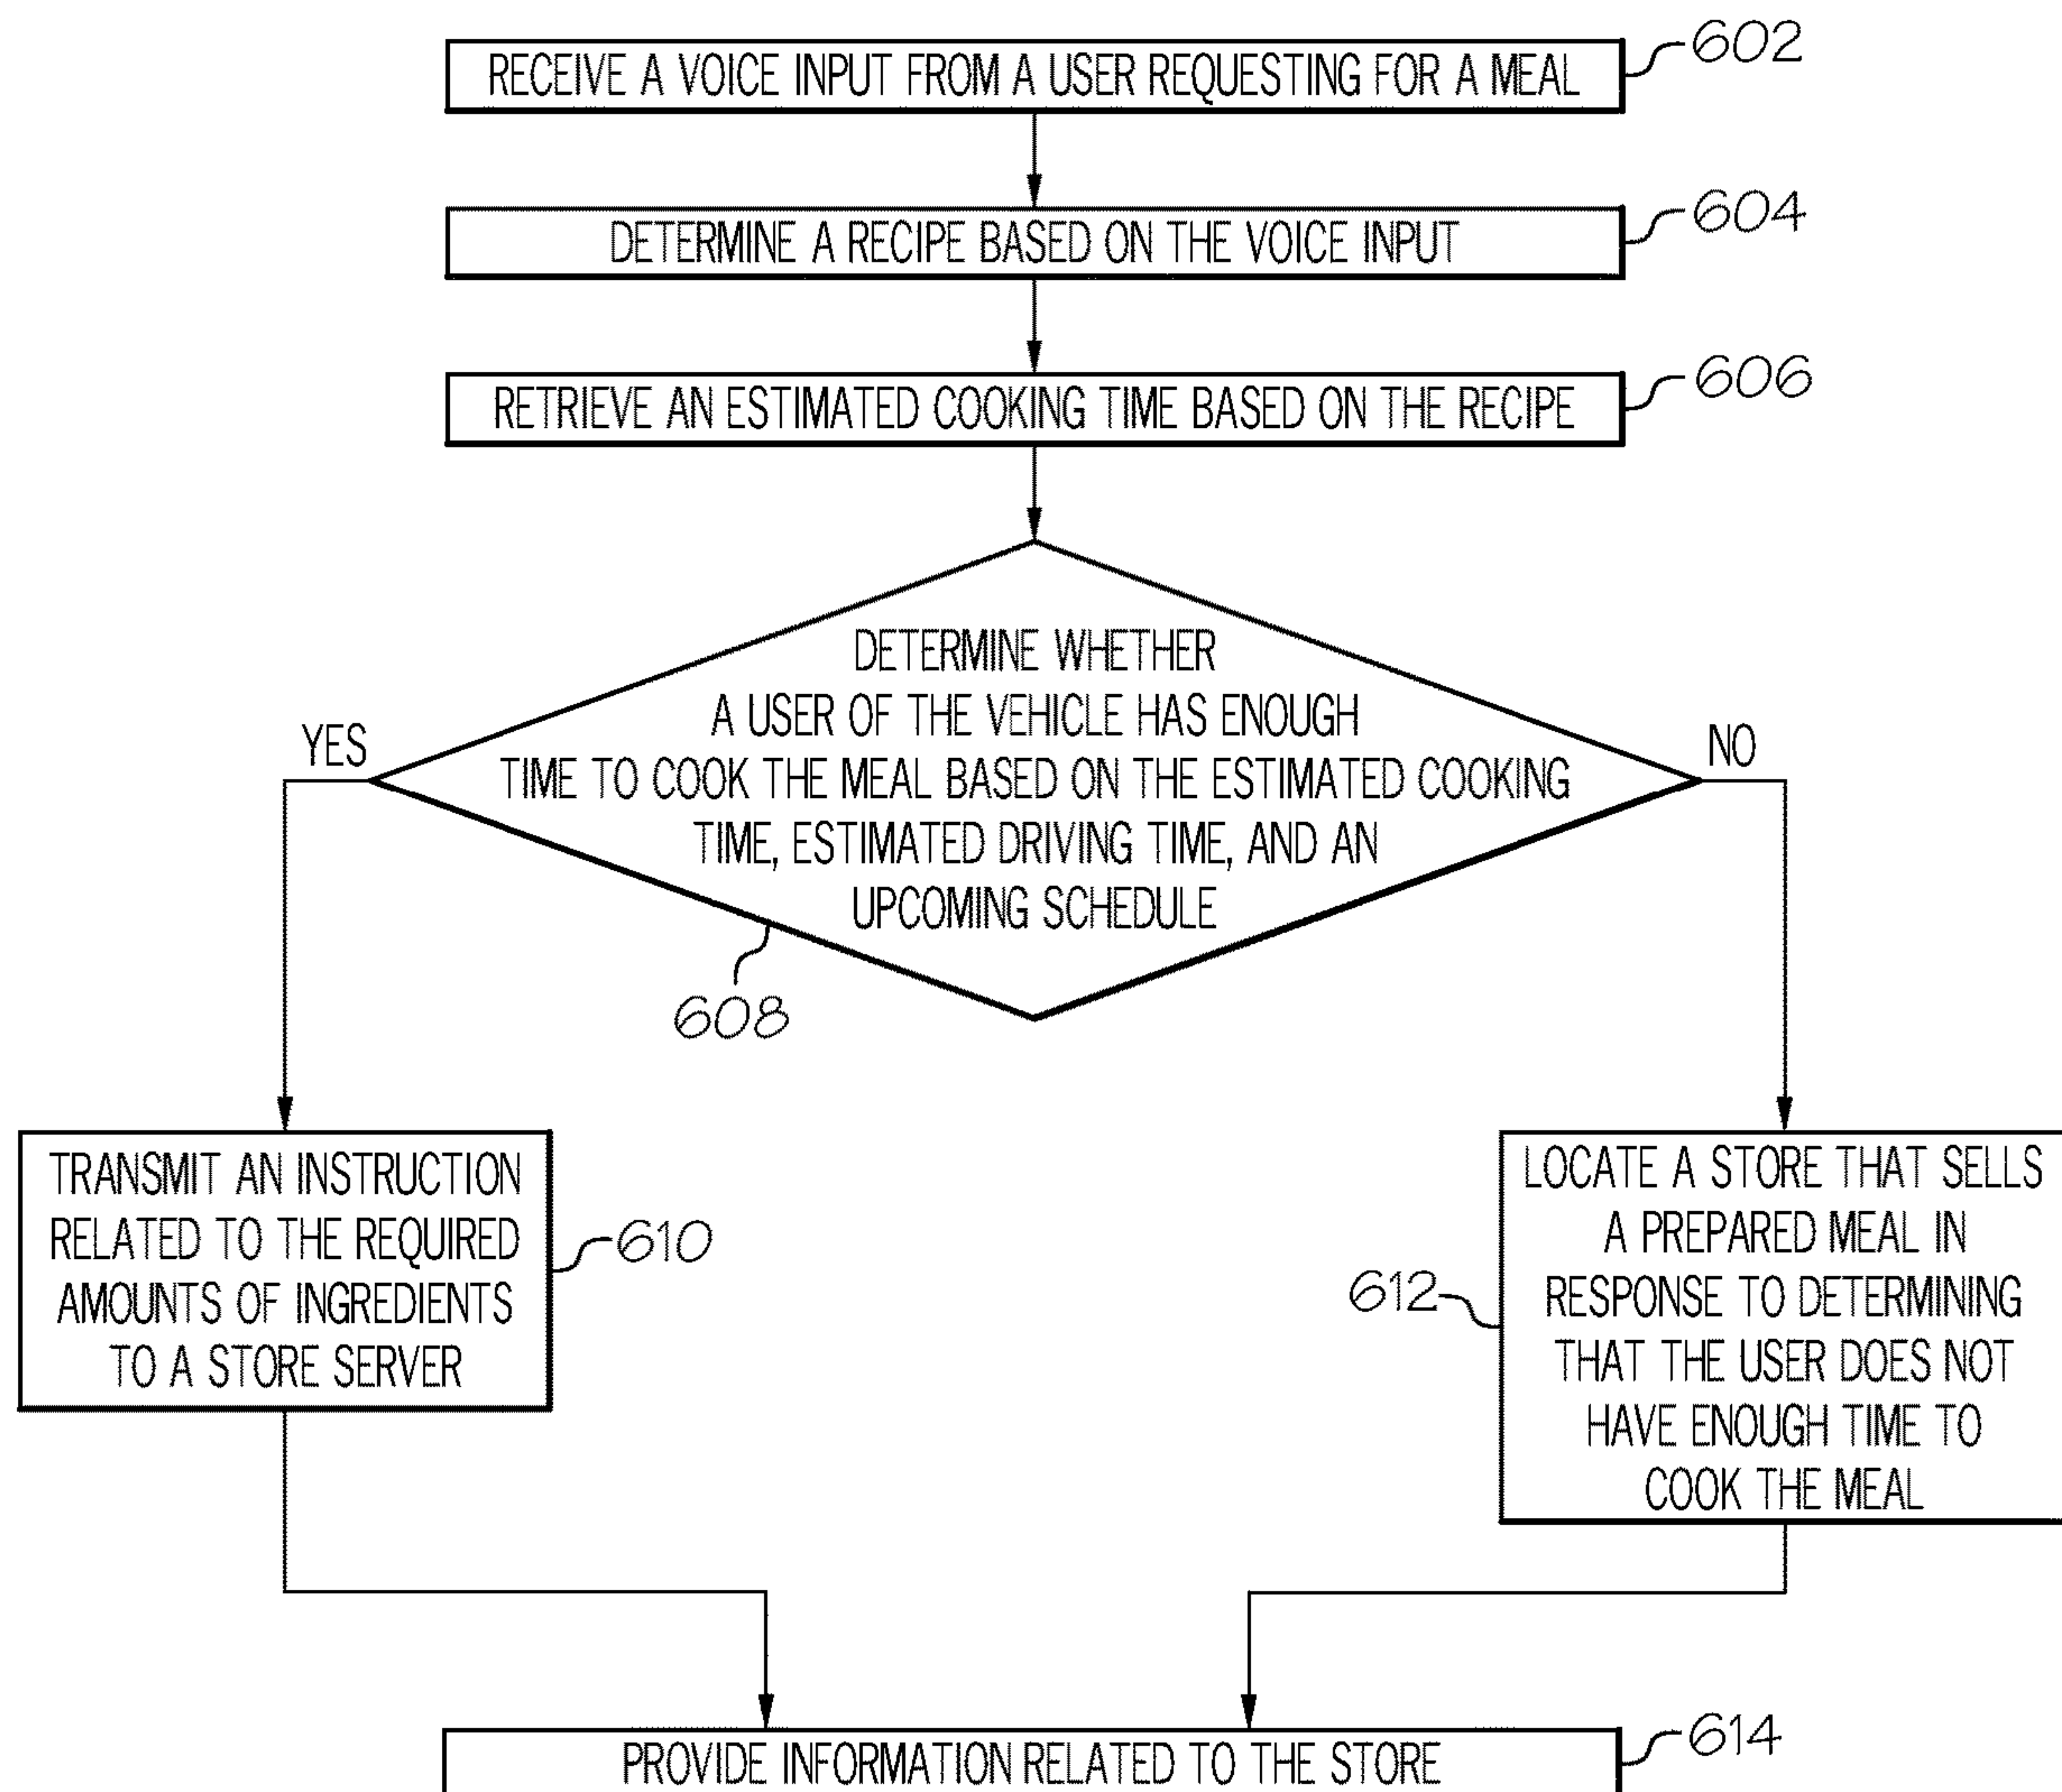 RECEIVE A VOICE INPUT FROM A USER REQUESTING FOR A MEAL
602
DETERMINE A RECIPE BASED ON THE VOICE INPUT
604
RETRIEVE AN ESTIMATED COOKING TIME BASED ON THE RECIPE
606
DETERMINE WHETHER
A USER OF THE VEHICLE HAS ENOUGH
TIME TO COOK THE MEAL BASED ON THE ESTIMATED COOKING
TIME, ESTIMATED DRIVING TIME, AND AN
UPCOMING SCHEDULE
YES
NO
608
TRANSMIT AN INSTRUCTION
RELATED TO THE REQUIRED
AMOUNTS OF INGREDIENTS
TO A STORE SERVER
610
LOCATE A STORE THAT SELLS
A PREPARED MEAL IN
RESPONSE TO DETERMINING
THAT THE USER DOES NOT
HAVE ENOUGH TIME TO
COOK THE MEAL
612
PROVIDE INFORMATION RELATED TO THE STORE
614